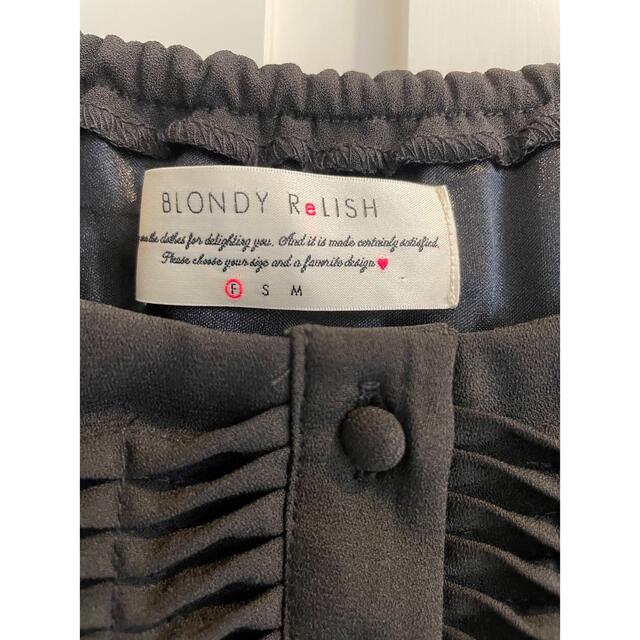 BLONDY ReLISH
the clothes for delighting you. And it is made certainly satisfied.
Please choose your size and a favorite design ♥
F S M